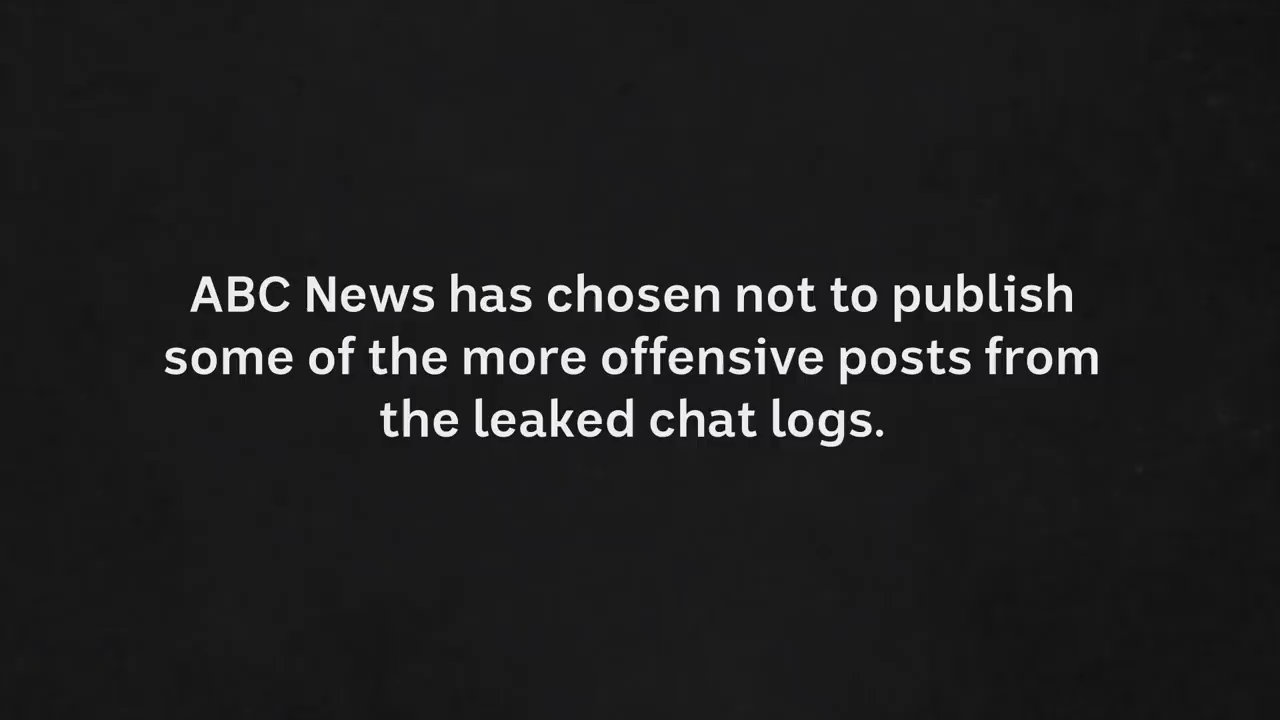 ABC News has chosen not to publish
some of the more offensive posts from
the leaked chat logs.